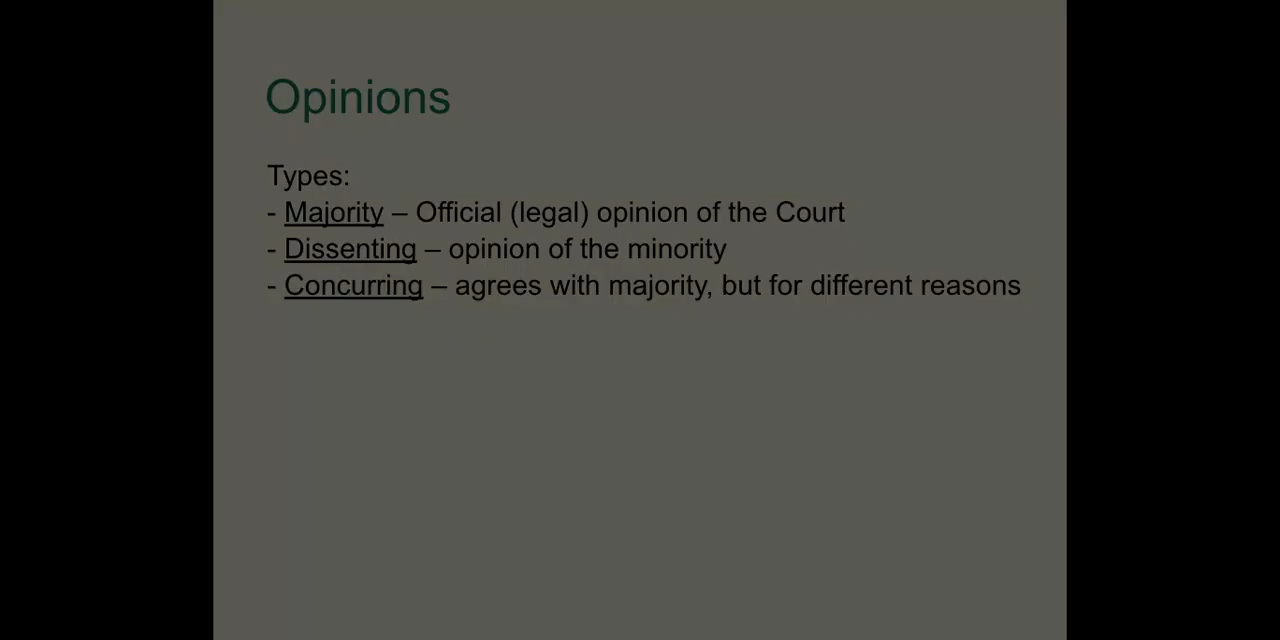 Opinions
Types:
- Majority – Official (legal) opinion of the Court
- Dissenting – opinion of the minority
- Concurring – agrees with majority, but for different reasons